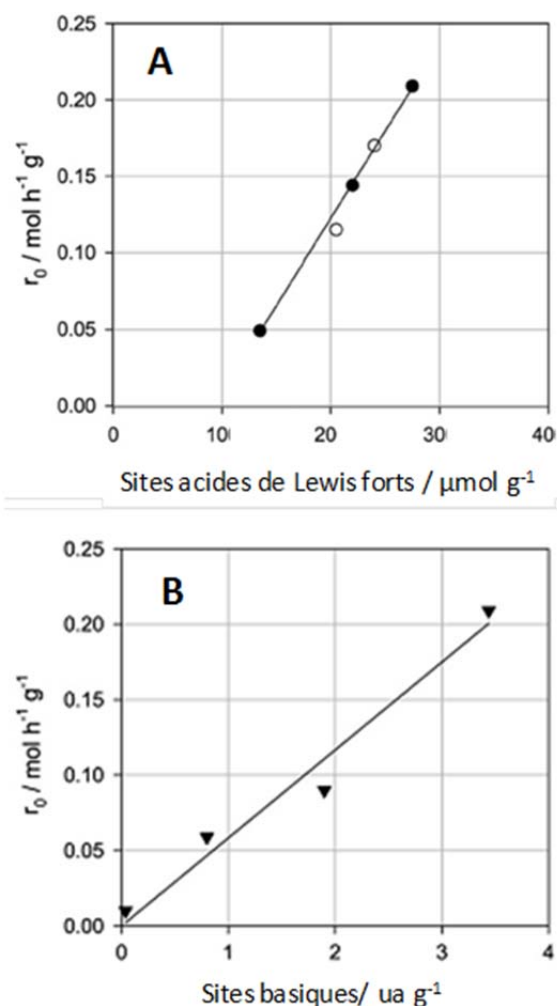 0.25
A
0.20
0.15
0.10
0.05
0.00
r₀ / mol h⁻¹ g⁻¹
0 10 20 30 40
Sites acides de Lewis forts / µmol g⁻¹
0.25
B
0.20
0.15
0.10
0.05
0.00
r₀ / mol h⁻¹ g⁻¹
0 1 2 3 4
Sites basiques/ ua g⁻¹